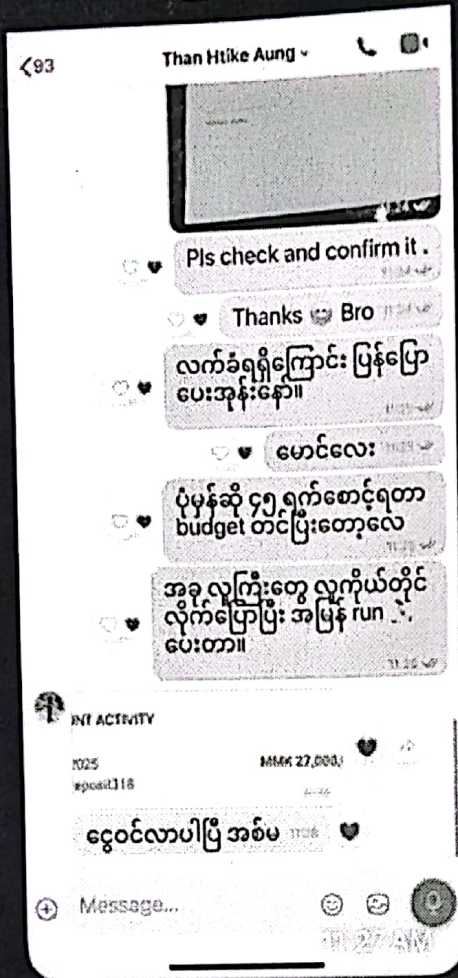 93
Than Htike Aung
Pls check and confirm it .
Thanks 🤝 Bro
လက်ခံရရှိကြောင်း ပြန်ပြော
ပေးအုန်းနော်။
မောင်လေး
ပုံမှန်ဆို ၄၅ ရက်စောင့်ရတာ
budget တင်ပြီးတော့လေ
အခု လူကြီးတွေ လူကိုယ်တိုင်
လိုက်ပြောပြီး အမြန် run
ပေးတာ။
INT ACTIVITY
2025
MMK 27,000,
eposit316
ငွေဝင်လာပါပြီ အစ်မ
11:28
Message...